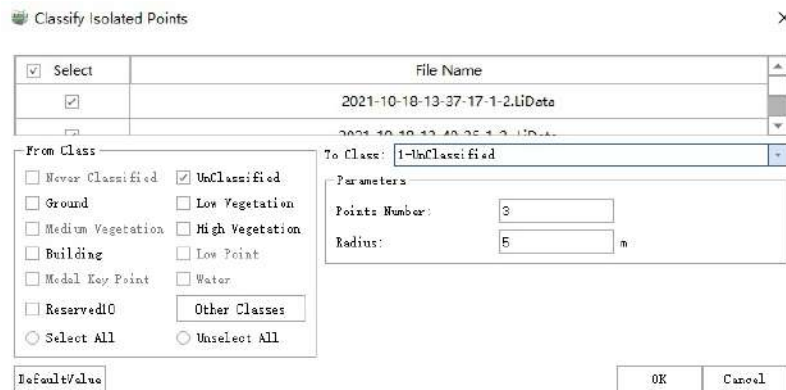 Classify Isolated Points
Select File Name
2021-10-18-13-37-17-1-2.LiData
From Class To Class: 1-UnClassified
Never Classified UnClassified Parameters
Ground Low Vegetation Points Number: 3
Medium Vegetation High Vegetation
Building Low Point Radius: 5 m
Model Key Point Water
Reserved10 Other Classes
Select All Unselect All
DefaultValue OK Cancel